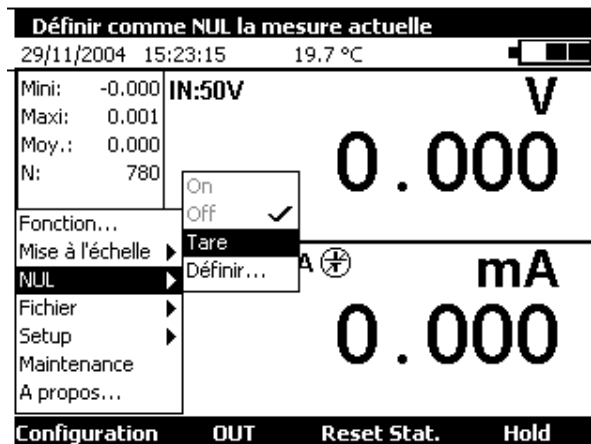 Définir comme NUL la mesure actuelle
29/11/2004 15:23:15 19.7 °C
Mini: -0.000
Maxi: 0.001
Moy.: 0.000
N: 780
IN:50V
V
0.000
Fonction...
Mise à l'échelle
NUL
Fichier
Setup
Maintenance
A propos...
On
Off
Tare
Définir...
A
mA
0.000
Configuration OUT Reset Stat. Hold